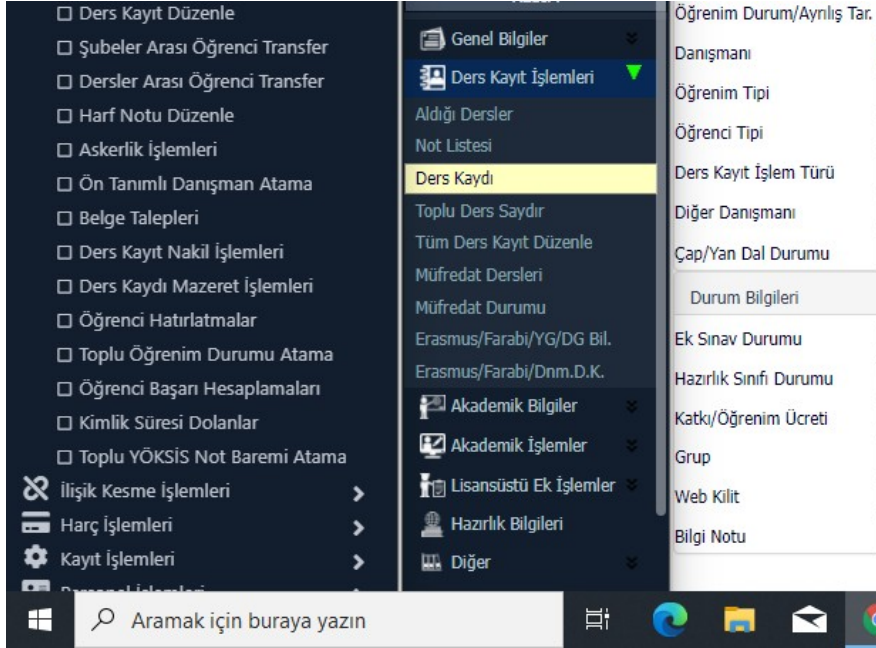 Ders Kayıt Düzenle
Şubeler Arası Öğrenci Transfer
Dersler Arası Öğrenci Transfer
Harf Notu Düzenle
Askerlik İşlemleri
Ön Tanımlı Danışman Atama
Belge Talepleri
Ders Kayıt Nakil İşlemleri
Ders Kaydı Mazeret İşlemleri
Öğrenci Hatırlatmalar
Toplu Öğrenim Durumu Atama
Öğrenci Başarı Hesaplamaları
Kimlik Süresi Dolanlar
Toplu YÖKSİS Not Baremi Atama
İlişik Kesme İşlemleri
Harç İşlemleri
Kayıt İşlemleri
Personel İşlemleri
Genel Bilgiler
Ders Kayıt İşlemleri
Aldığı Dersler
Not Listesi
Ders Kaydı
Toplu Ders Saydır
Tüm Ders Kayıt Düzenle
Müfredat Dersleri
Müfredat Durumu
Erasmus/Farabi/YG/DG Bil.
Erasmus/Farabi/Dnm.D.K.
Akademik Bilgiler
Akademik İşlemler
Lisansüstü Ek İşlemler
Hazırlık Bilgileri
Diğer
Öğrenim Durum/Ayrılış Tar.
Danışmanı
Öğrenim Tipi
Öğrenci Tipi
Ders Kayıt İşlem Türü
Diğer Danışmanı
Çap/Yan Dal Durumu
Durum Bilgileri
Ek Sınav Durumu
Hazırlık Sınıfı Durumu
Katkı/Öğrenim Ücreti
Grup
Web Kilit
Bilgi Notu
Aramak için buraya yazın